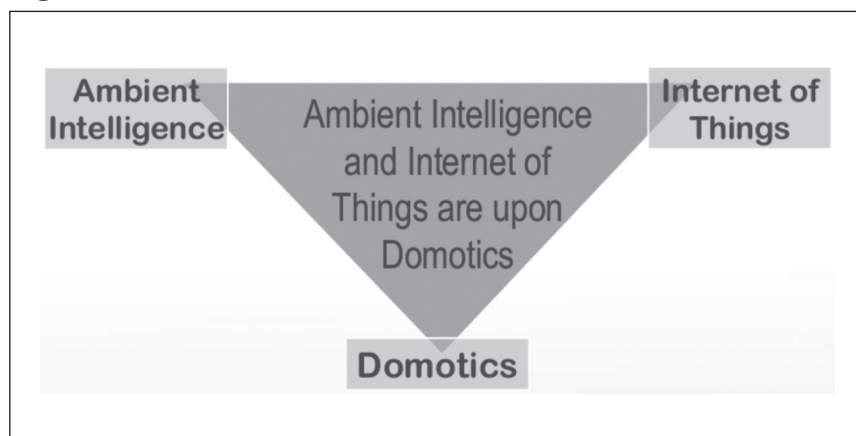 Ambient
Intelligence
Internet of
Things
Ambient Intelligence
and Internet of
Things are upon
Domotics
Domotics